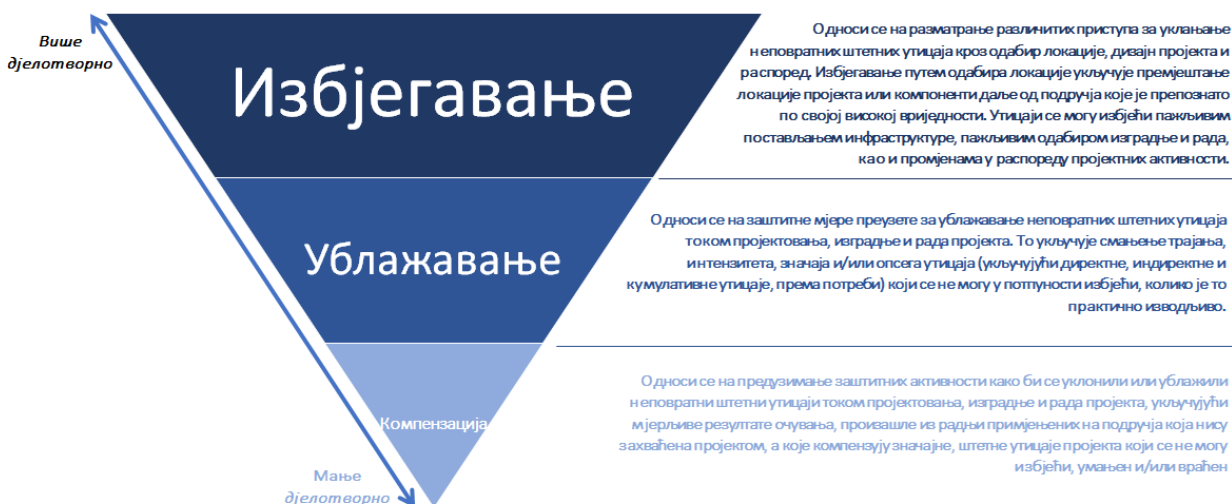 Више
дјелотворно
Избјегавање
Односи се на разматрање различитих приступа за уклањање
неповратних штетних утицаја кроз одабир локације, дизајн пројекта и
распоред. Избјегавање путем одабира локације укључује премјештање
локације пројекта или компоненти даље од подручја које је препознато
по својој високој вриједности. Утицаји се могу избјећи пажљивим
постављањем инфраструктуре, пажљивим одабиром изградње и рада,
као и промјенама у распореду пројектних активности.
Ублажавање
Односи се на заштитне мјере преузете за ублажавање неповратних штетних утицаја
током пројектовања, изградње и рада пројекта. То укључује смањење трајања,
интензитета, значаја и/или опсега утицаја (укључујући директне, индиректне и
кумулативне утицаје, према потреби) који се не могу у потпуности избјећи, колико је то
практично изводљиво.
Компензација
Односи се на предузимање заштитних активности како би се уклонили или ублажили
неповратни штетни утицаји током пројектовања, изградње и рада пројекта, укључујући
мјерљиве резултате очувања, произашле из радњи примјењених на подручја која нису
захваћена пројектом, а које компензују значајне, штетне утицаје пројекта који се не могу
избјећи, умањен и/или враћен
Мање
дјелотворно